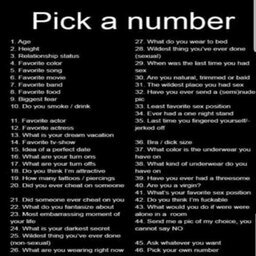 Pick a number
1. Age
2. Height
3. Relationship status
4. Favorite color
5. Favorite song
6. Favorite movie
7. Favorite band
8. Favorite food
9. Biggest fear
10. Do you smoke / drink
11. Favorite actor
12. Favorite actress
13. What is your dream vacation
14. Favorite tv-show
15. Idea of a perfect date
16. What are your turn ons
17. What are your turn offs
18. Do you think I'm attractive
19. How many tattoos / piercings
20. Did you ever cheat on someone
21. Did someone ever cheat on you
22. What do you fantasize about
23. Most embarrassing moment of
your life
24. What is your darkest secret
25. Wildest thing you've ever done
(non-sexual)
26. What are you wearing right now
27. What do you wear to bed
28. Wildest thing you've ever done
(sexual)
29. When was the last time you had
sex
30. Are you natural, trimmed or bald
31. The wildest place you had sex
32. Have you ever send a (semi)nude
pic
33. Least favorite sex position
34. Ever had a one night stand
35. Last time you fingered yourself/
jerked off
36. Bra / dick size
37. What color is the underwear you
have on
38. What kind of underwear do you
have on
39. Have you ever had a threesome
40. Are you a virgin?
41. What's your favorite sex position
42. Do you think I'm fuckable
43. What would you do if we were
alone in a room
44. Send me a pic of my choice, you
cannot say NO
45. Ask whatever you want
46. Pick your own number